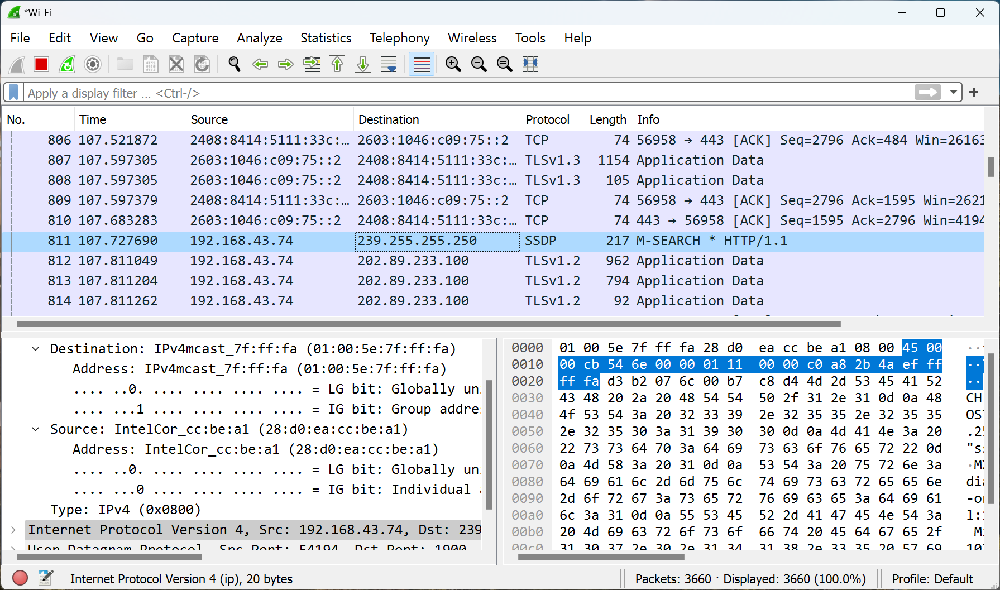 *Wi-Fi
File Edit View Go Capture Analyze Statistics Telephony Wireless Tools Help
Apply a display filter … <Ctrl-/>
No. Time Source Destination Protocol Length Info
806 107.521872 2408:8414:5111:33c:… 2603:1046:c09:75::2 TCP 74 56958 → 443 [ACK] Seq=2796 Ack=484 Win=26163
807 107.597305 2603:1046:c09:75::2 2408:8414:5111:33c:… TLSv1.3 1154 Application Data
808 107.597305 2603:1046:c09:75::2 2408:8414:5111:33c:… TLSv1.3 105 Application Data
809 107.597379 2408:8414:5111:33c:… 2603:1046:c09:75::2 TCP 74 56958 → 443 [ACK] Seq=2796 Ack=1595 Win=2621
810 107.683283 2603:1046:c09:75::2 2408:8414:5111:33c:… TCP 74 443 → 56958 [ACK] Seq=1595 Ack=2796 Win=4194
811 107.727690 192.168.43.74 239.255.255.250 SSDP 217 M-SEARCH * HTTP/1.1
812 107.811049 192.168.43.74 202.89.233.100 TLSv1.2 962 Application Data
813 107.811204 192.168.43.74 202.89.233.100 TLSv1.2 794 Application Data
814 107.811262 192.168.43.74 202.89.233.100 TLSv1.2 92 Application Data
Destination: IPv4mcast_7f:ff:fa (01:00:5e:7f:ff:fa)
Address: IPv4mcast_7f:ff:fa (01:00:5e:7f:ff:fa)
.... ..0. .... .... .... .... = LG bit: Globally uni
.... ...1 .... .... .... .... = IG bit: Group addre
Source: IntelCor_cc:be:a1 (28:d0:ea:cc:be:a1)
Address: IntelCor_cc:be:a1 (28:d0:ea:cc:be:a1)
.... ..0. .... .... .... .... = LG bit: Globally uni
.... ...0 .... .... .... .... = IG bit: Individual
Type: IPv4 (0x0800)
Internet Protocol Version 4, Src: 192.168.43.74, Dst: 239
User Datagram Protocol, Src Port: 54194, Dst Port: 1900
0000 01 00 5e 7f ff fa 28 d0 ea cc be a1 08 00 45 00
0010 00 cb 54 6e 00 00 01 11 00 00 c0 a8 2b 4a ef ff
0020 ff fa d3 b2 07 6c 00 b7 c8 d4 4d 2d 53 45 41 52
0030 43 48 20 2a 20 48 54 54 50 2f 31 2e 31 0d 0a 48 CH
0040 4f 53 54 3a 20 32 33 39 2e 32 35 35 2e 32 35 35 OST
0050 2e 32 35 30 3a 31 39 30 30 0d 0a 4d 41 4e 3a 20 .25
0060 22 73 73 64 70 3a 64 69 73 63 6f 76 65 72 22 0d "ss
0070 0a 4d 58 3a 20 31 0d 0a 53 54 3a 20 75 72 6e 3a ·MX
0080 64 69 61 6c 2d 6d 75 6c 74 69 73 63 72 65 65 6e dia
0090 2d 6f 72 67 3a 73 65 72 76 69 63 65 3a 64 69 61 -or
00a0 6c 3a 31 0d 0a 55 53 45 52 2d 41 47 45 4e 54 3a l:1
00b0 20 4d 69 63 72 6f 73 6f 66 74 20 45 64 67 65 2f Mi
00c0 31 30 37 2e 30 2e 31 34 31 38 2e 33 35 20 57 69 107
Internet Protocol Version 4 (ip), 20 bytes
Packets: 3660 · Displayed: 3660 (100.0%)
Profile: Default